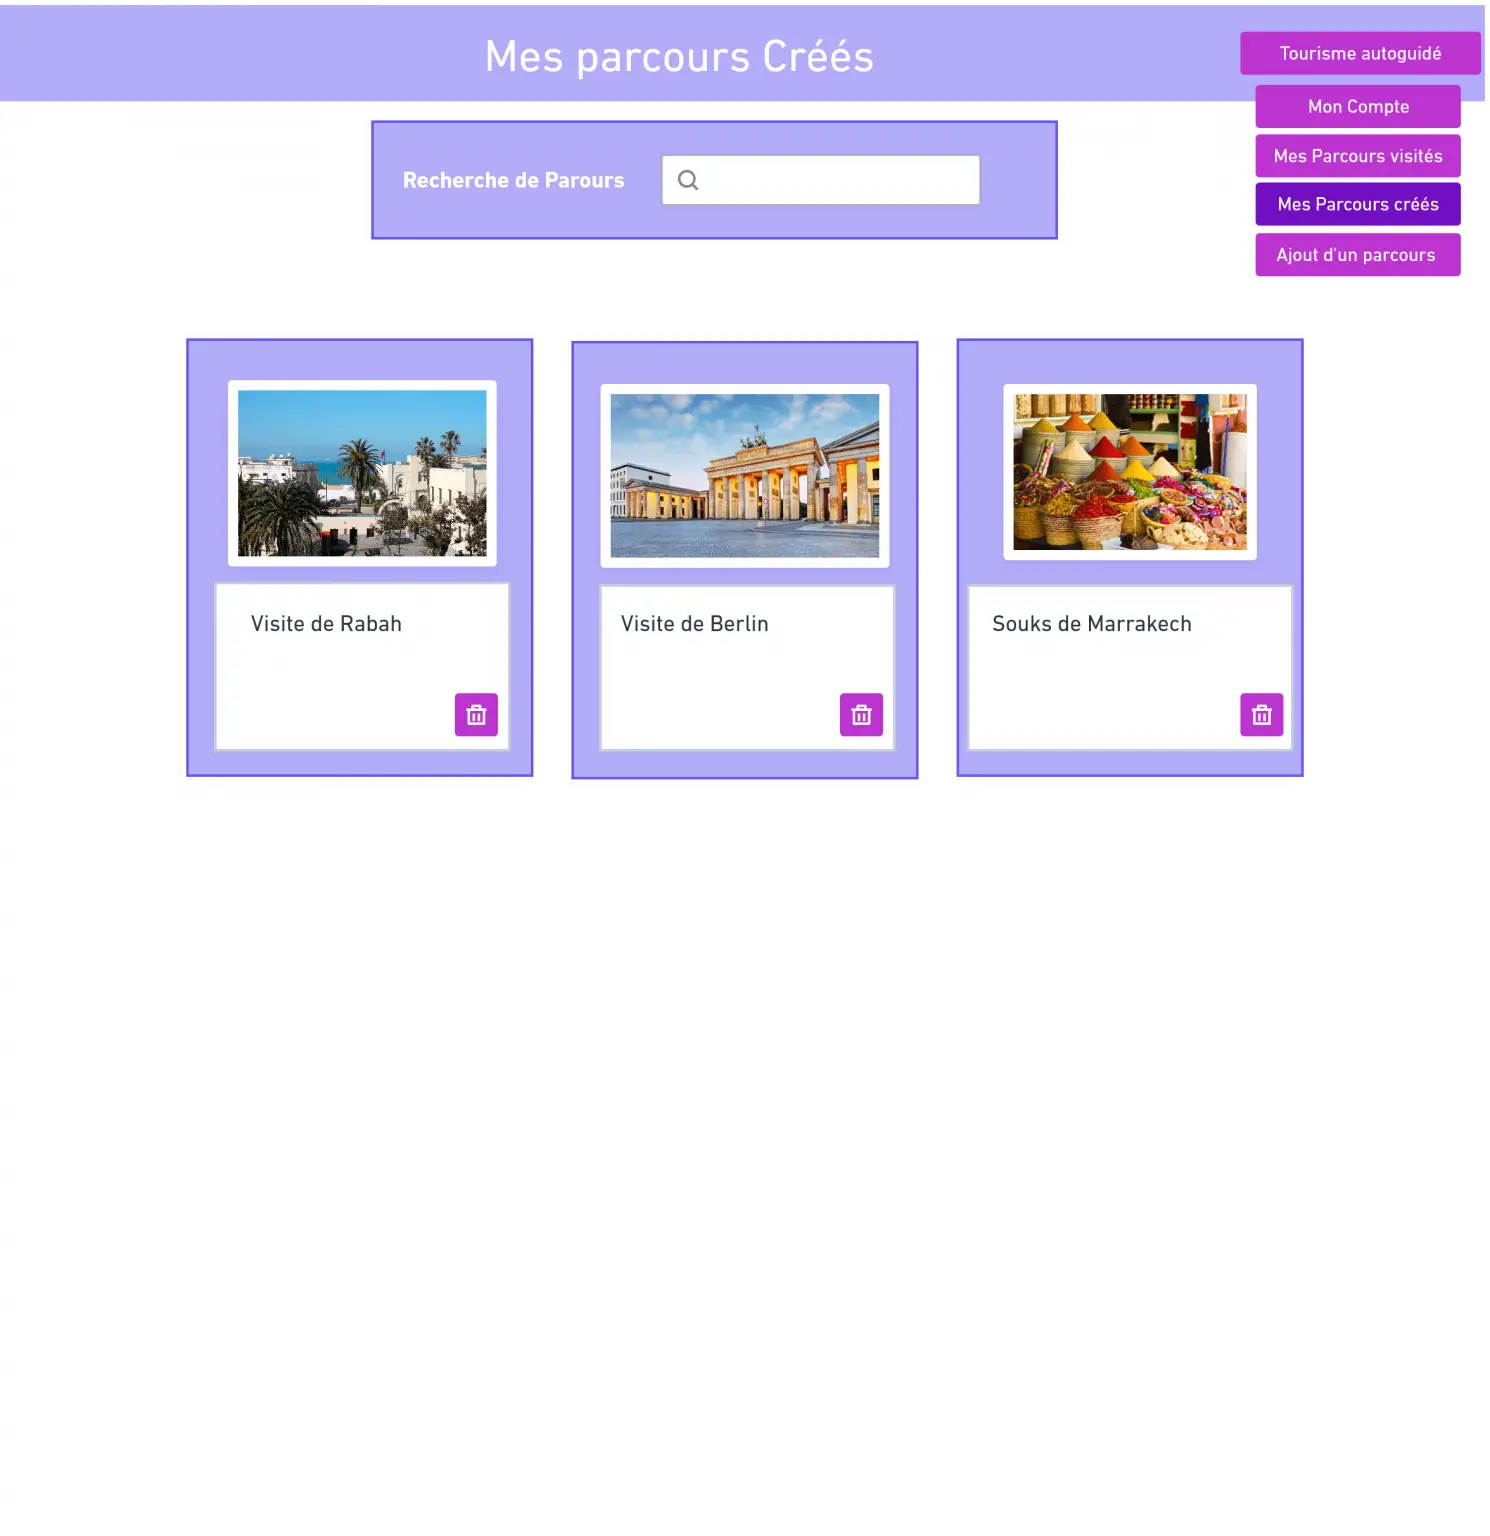 Mes parcours Créés
Tourisme autoguidé
Mon Compte
Mes Parcours visités
Mes Parcours créés
Ajout d'un parcours
Recherche de Parours
Visite de Rabah
Visite de Berlin
Souks de Marrakech